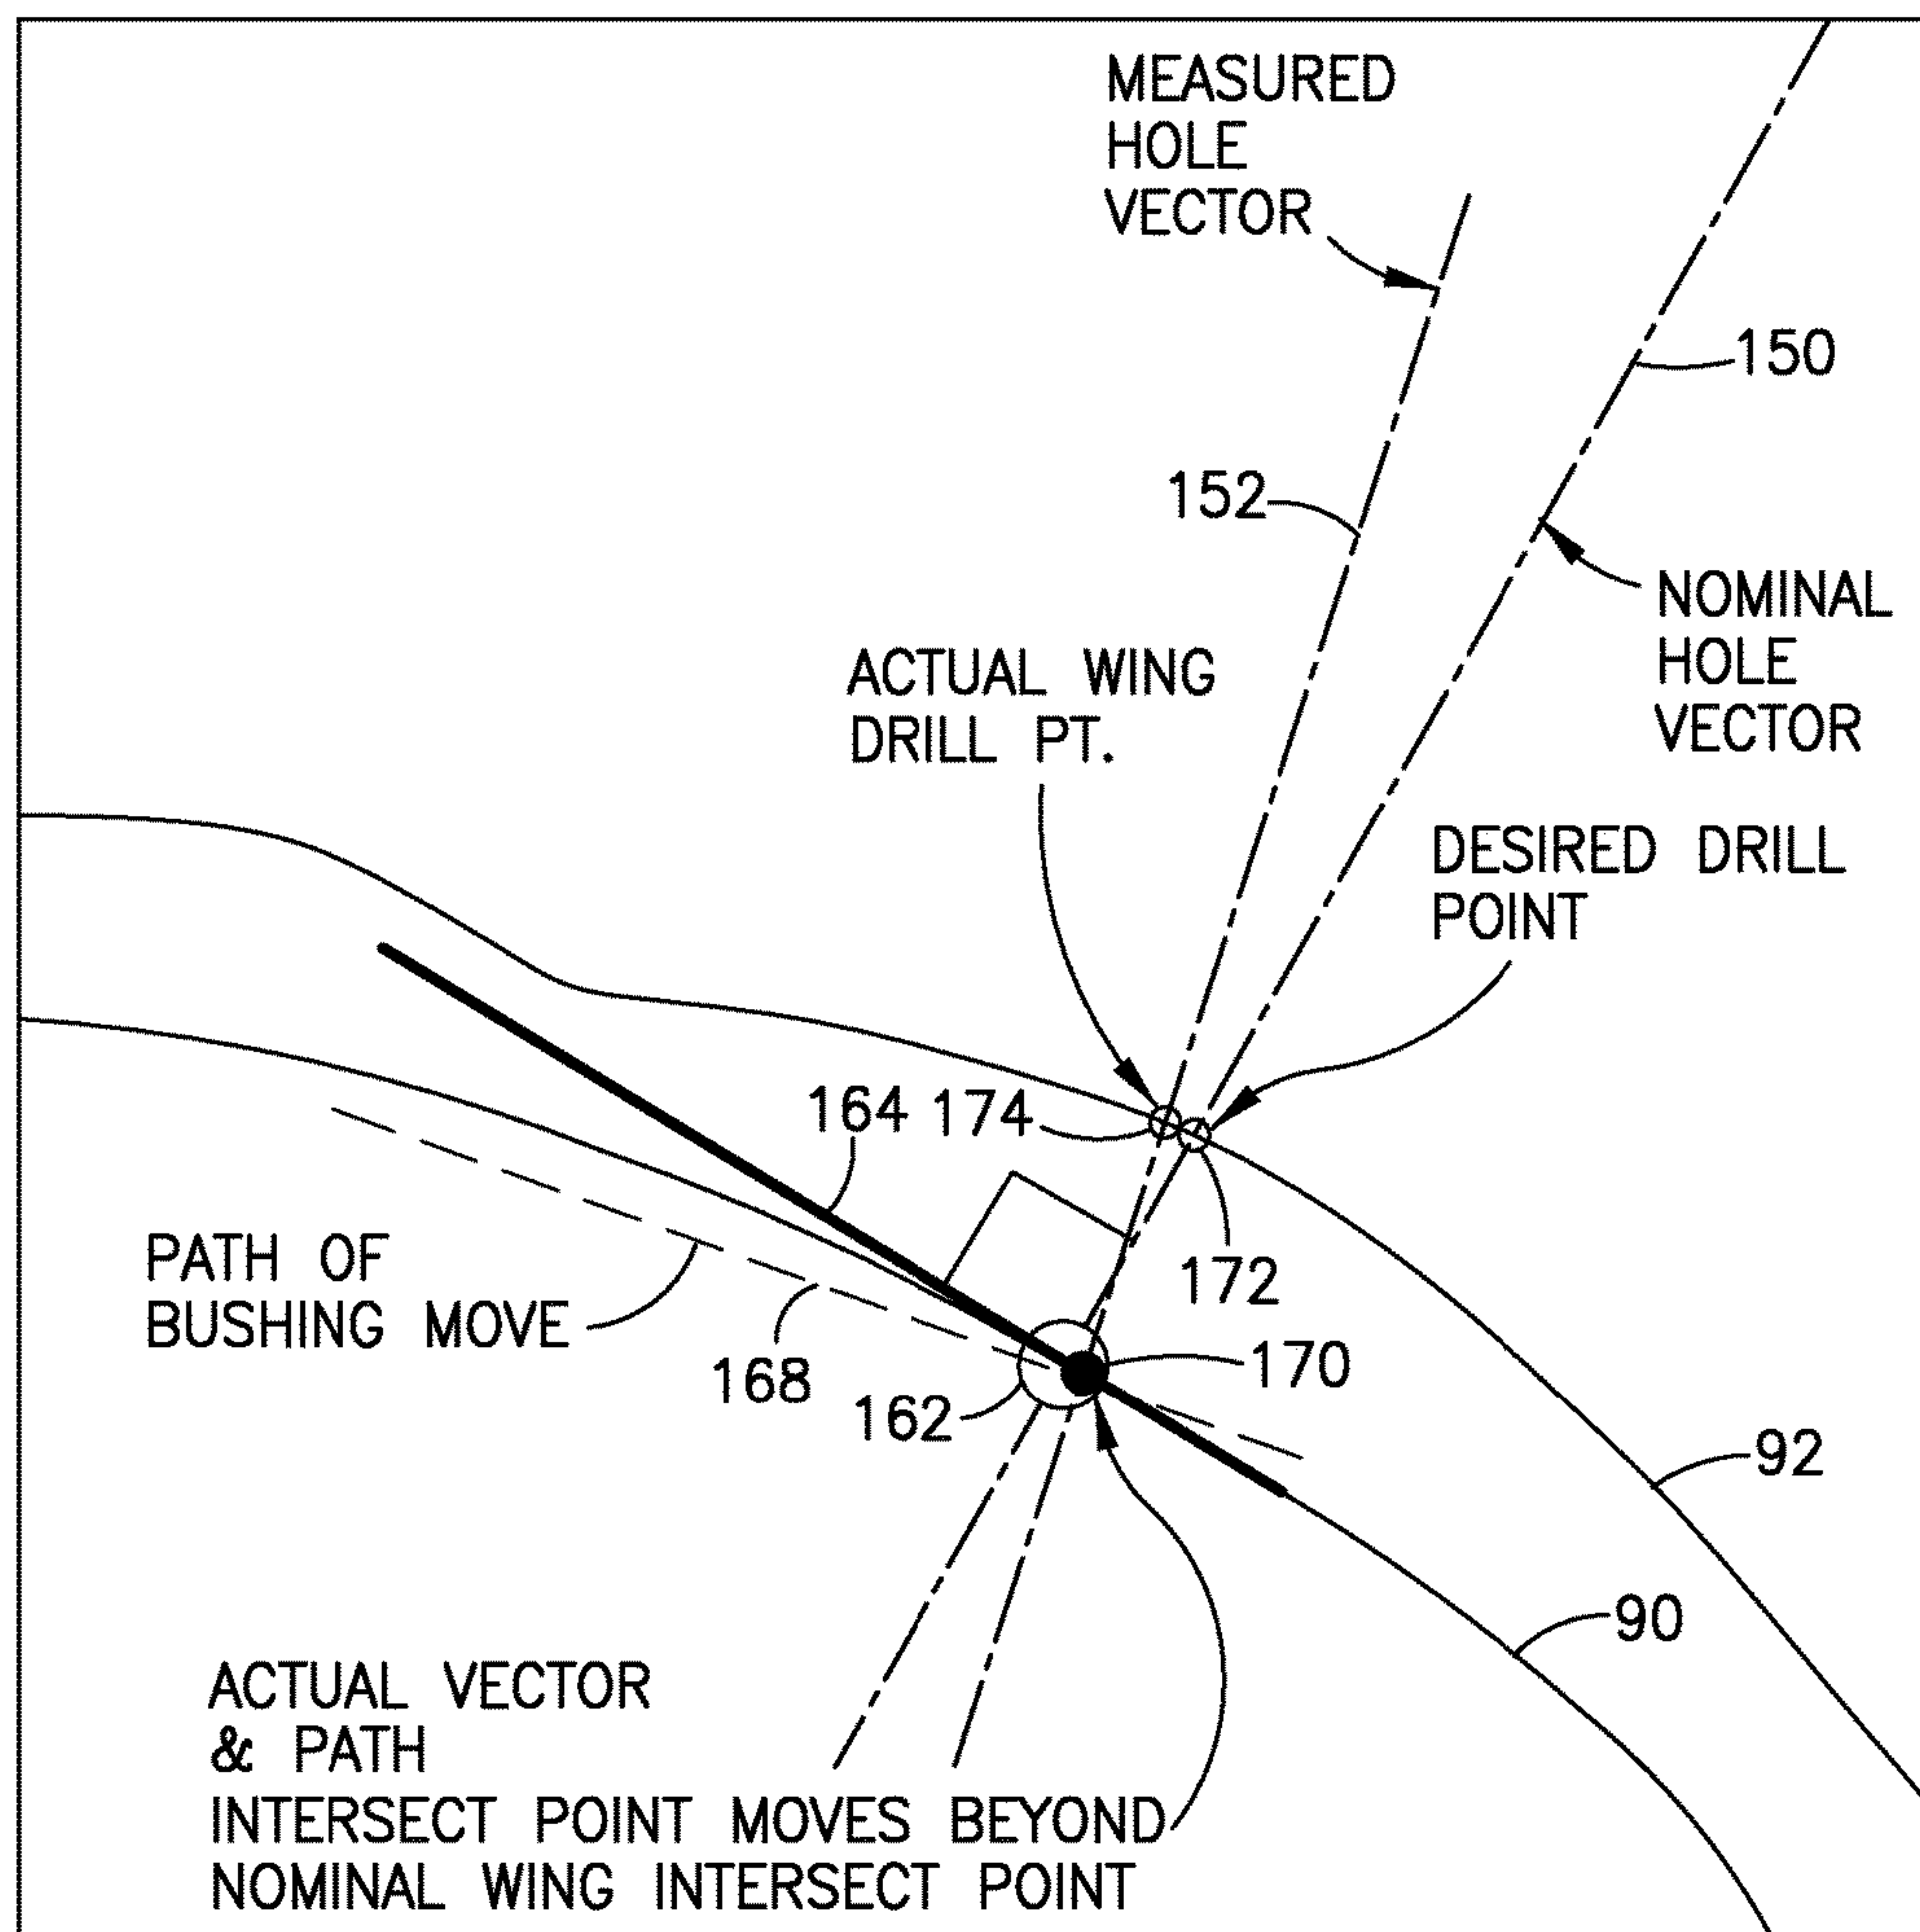 MEASURED
HOLE
VECTOR
150
152
NOMINAL
HOLE
VECTOR
ACTUAL WING
DRILL PT.
DESIRED DRILL
POINT
164
174
PATH OF
BUSHING MOVE
172
168
170
162
92
90
ACTUAL VECTOR
& PATH
INTERSECT POINT MOVES BEYOND
NOMINAL WING INTERSECT POINT